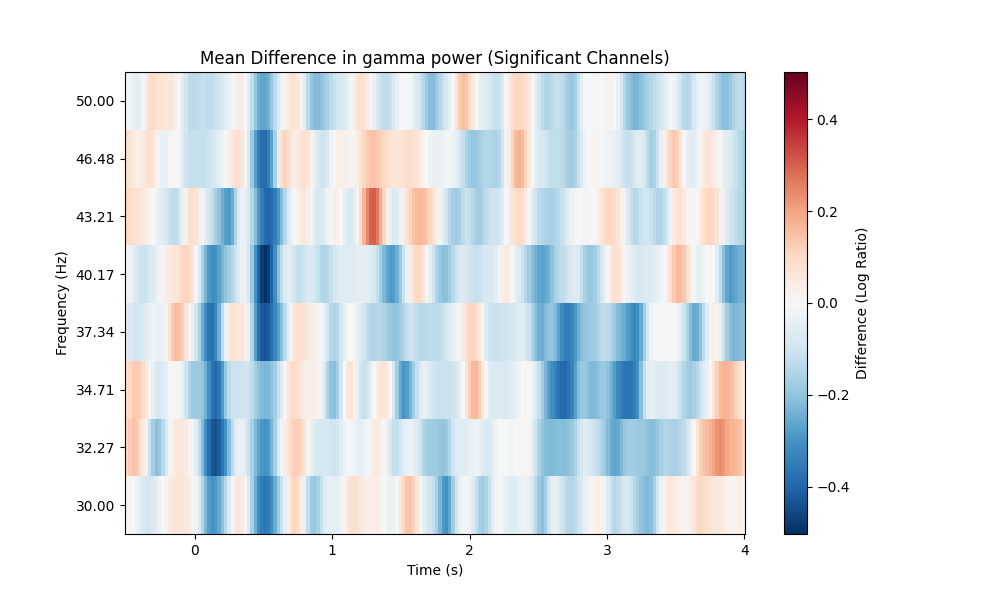 Mean Difference in gamma power (Significant Channels)
Frequency (Hz)
50.00
46.48
43.21
40.17
37.34
34.71
32.27
30.00
0 1 2 3 4
Time (s)
0.4
0.2
0.0
−0.2
−0.4
Difference (Log Ratio)